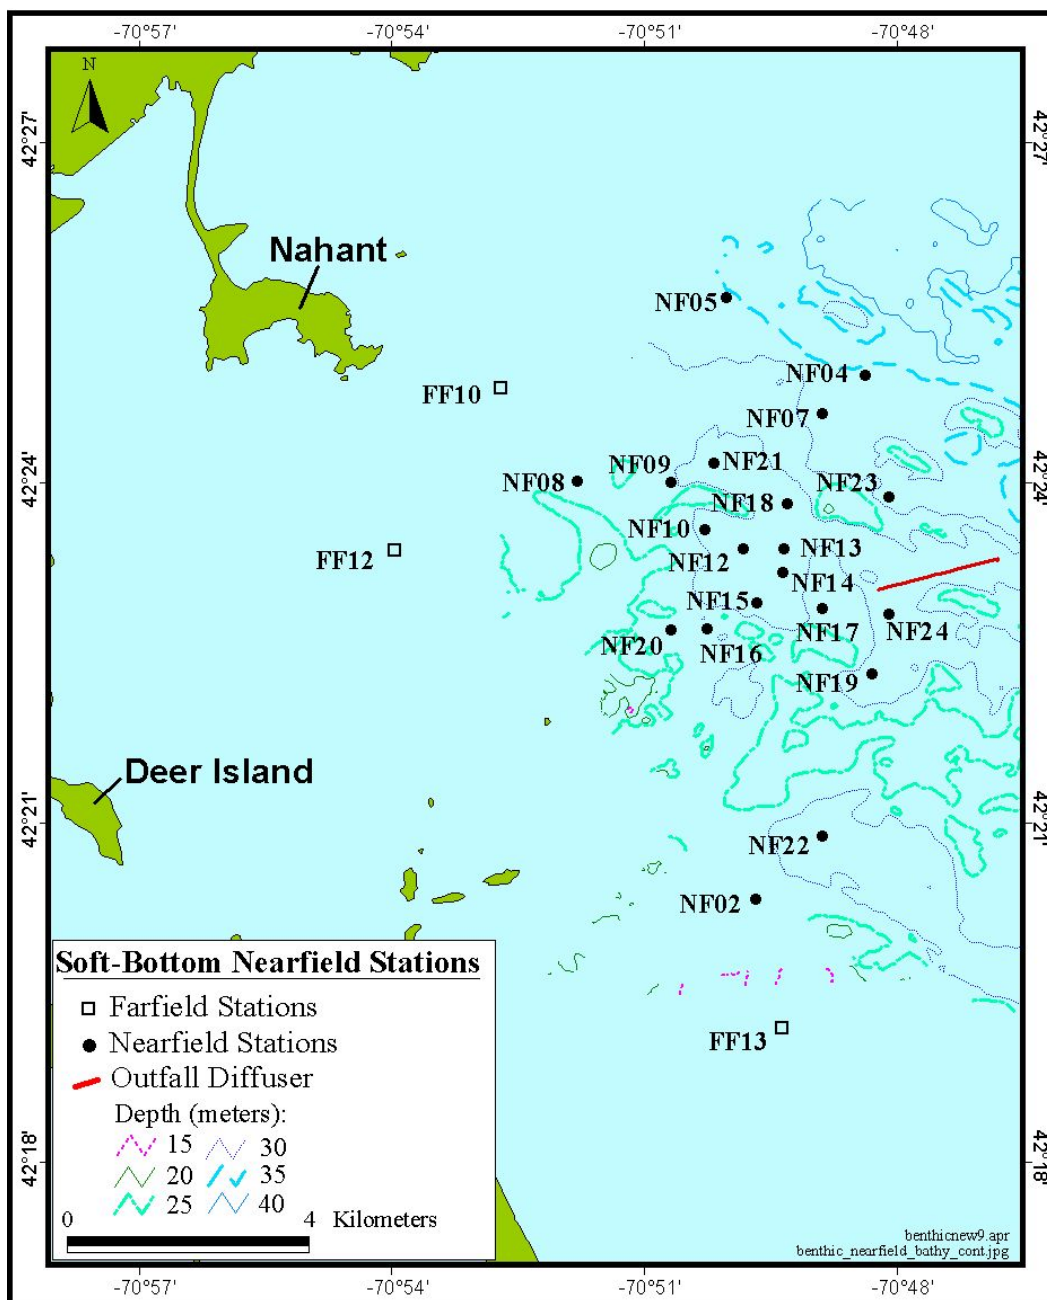 -70°57' -70°54' -70°51' -70°48'
N
42°27' 42°27'
Nahant
NF05
NF04
FF10
NF07
NF21
NF09
NF08
NF23
42°24' 42°24'
NF18
NF10
NF13
FF12
NF12
NF14
NF15
NF17
NF24
NF20
NF16
NF19
Deer Island
42°21' 42°21'
NF22
NF02
Soft-Bottom Nearfield Stations
Farfield Stations
FF13
Nearfield Stations
Outfall Diffuser
Depth (meters):
15 30
20 35
25 40
42°18' 42°18'
0 4 Kilometers
benthicnew9.apr
benthic_nearfield_bathy_cont.jpg
-70°57' -70°54' -70°51' -70°48'